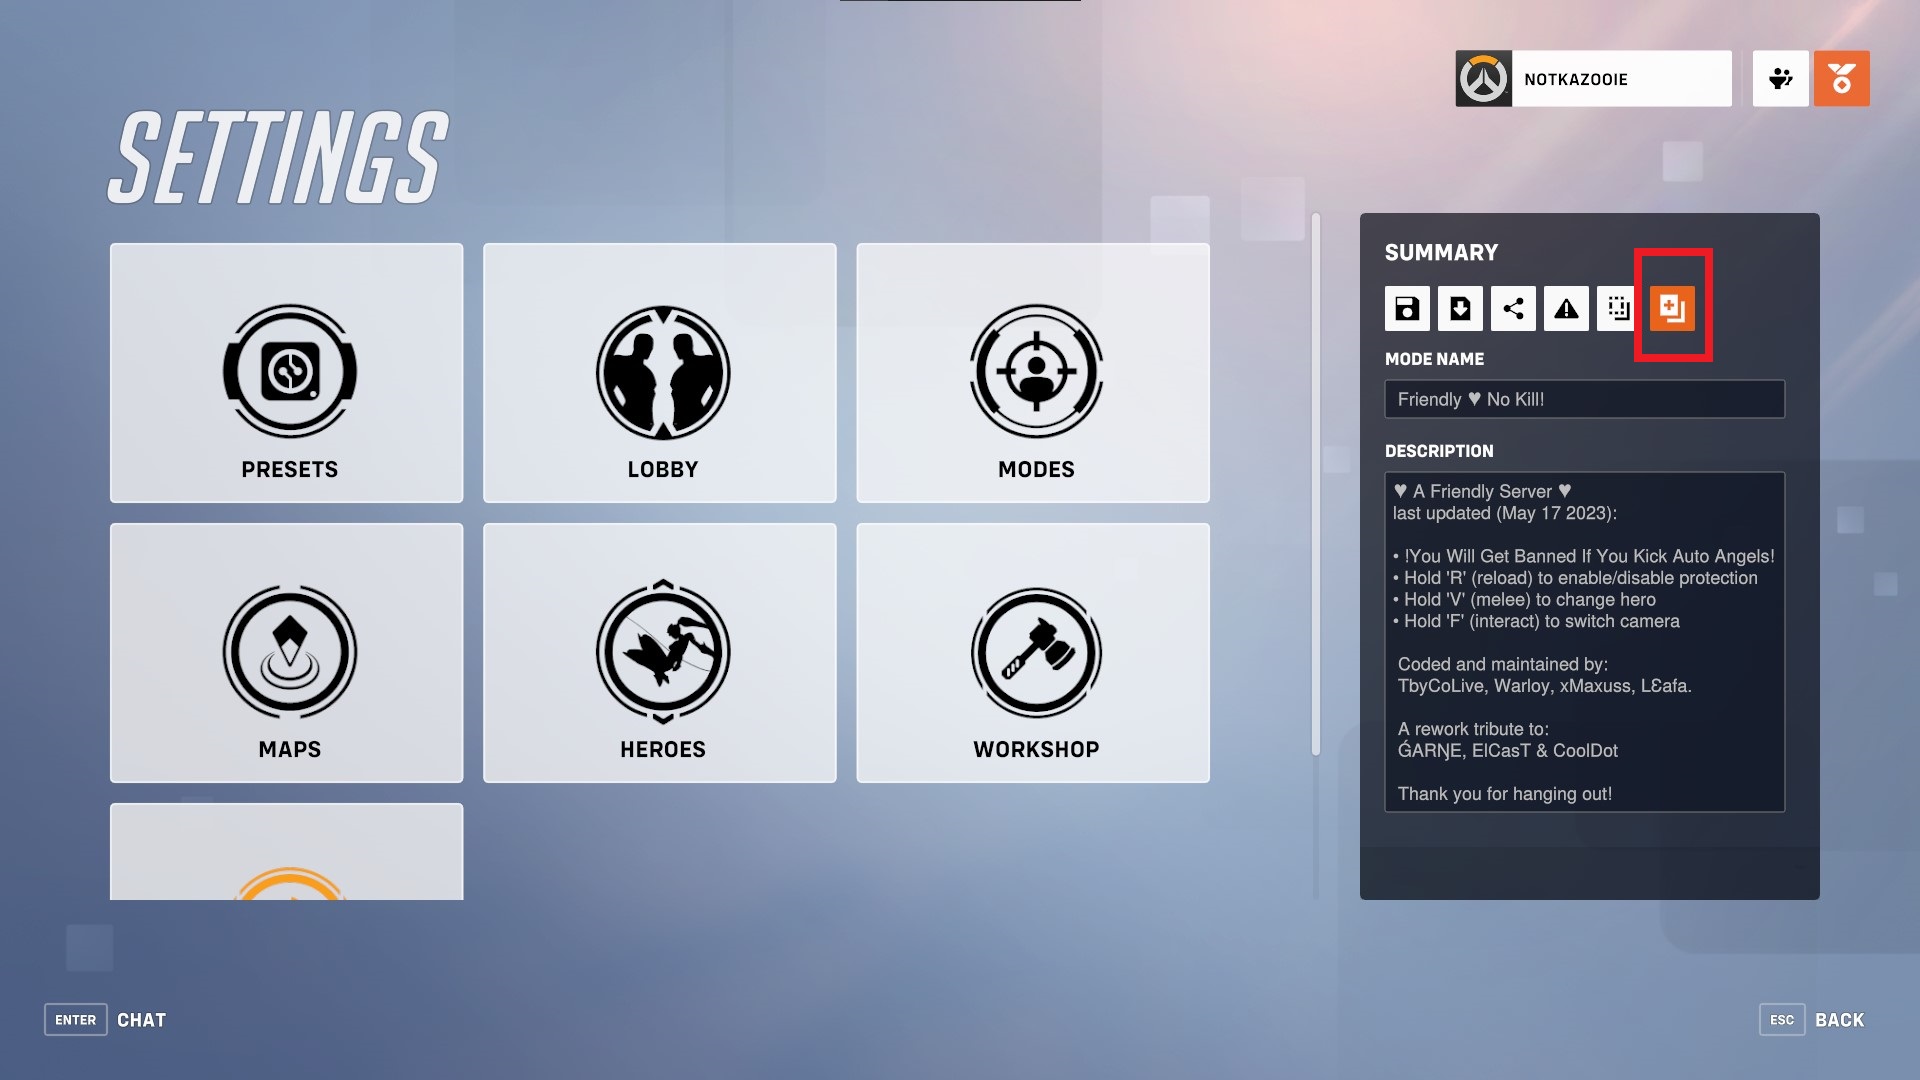 NOTKAZOOIE
SETTINGS
PRESETS
LOBBY
MODES
MAPS
HEROES
WORKSHOP
SUMMARY
MODE NAME
Friendly ♥ No Kill!
DESCRIPTION
♥ A Friendly Server ♥
last updated (May 17 2023):
• !You Will Get Banned If You Kick Auto Angels!
• Hold 'R' (reload) to enable/disable protection
• Hold 'V' (melee) to change hero
• Hold 'F' (interact) to switch camera
Coded and maintained by:
TbyCoLive, Warloy, xMaxuss, LƐafa.
A rework tribute to:
ǴARŊE, ElCasT & CoolDot
Thank you for hanging out!
ENTER CHAT
ESC BACK